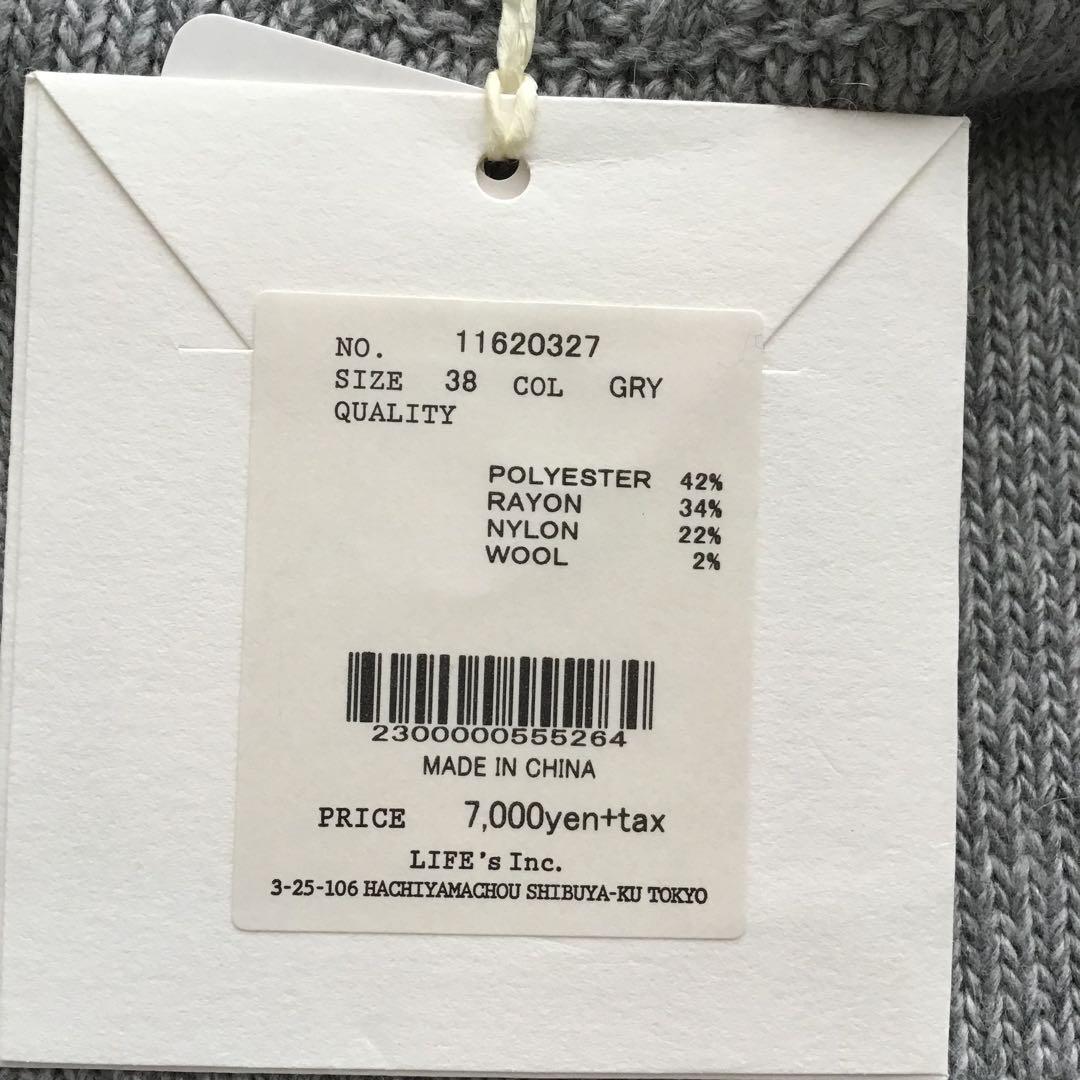 NO. 11620327
SIZE 38 COL GRY
QUALITY
POLYESTER 42%
RAYON 34%
NYLON 22%
WOOL 2%
2300000555264
MADE IN CHINA
PRICE 7,000yen+tax
LIFE's Inc.
3-25-106 HACHIYAMACHOU SHIBUYA-KU TOKYO